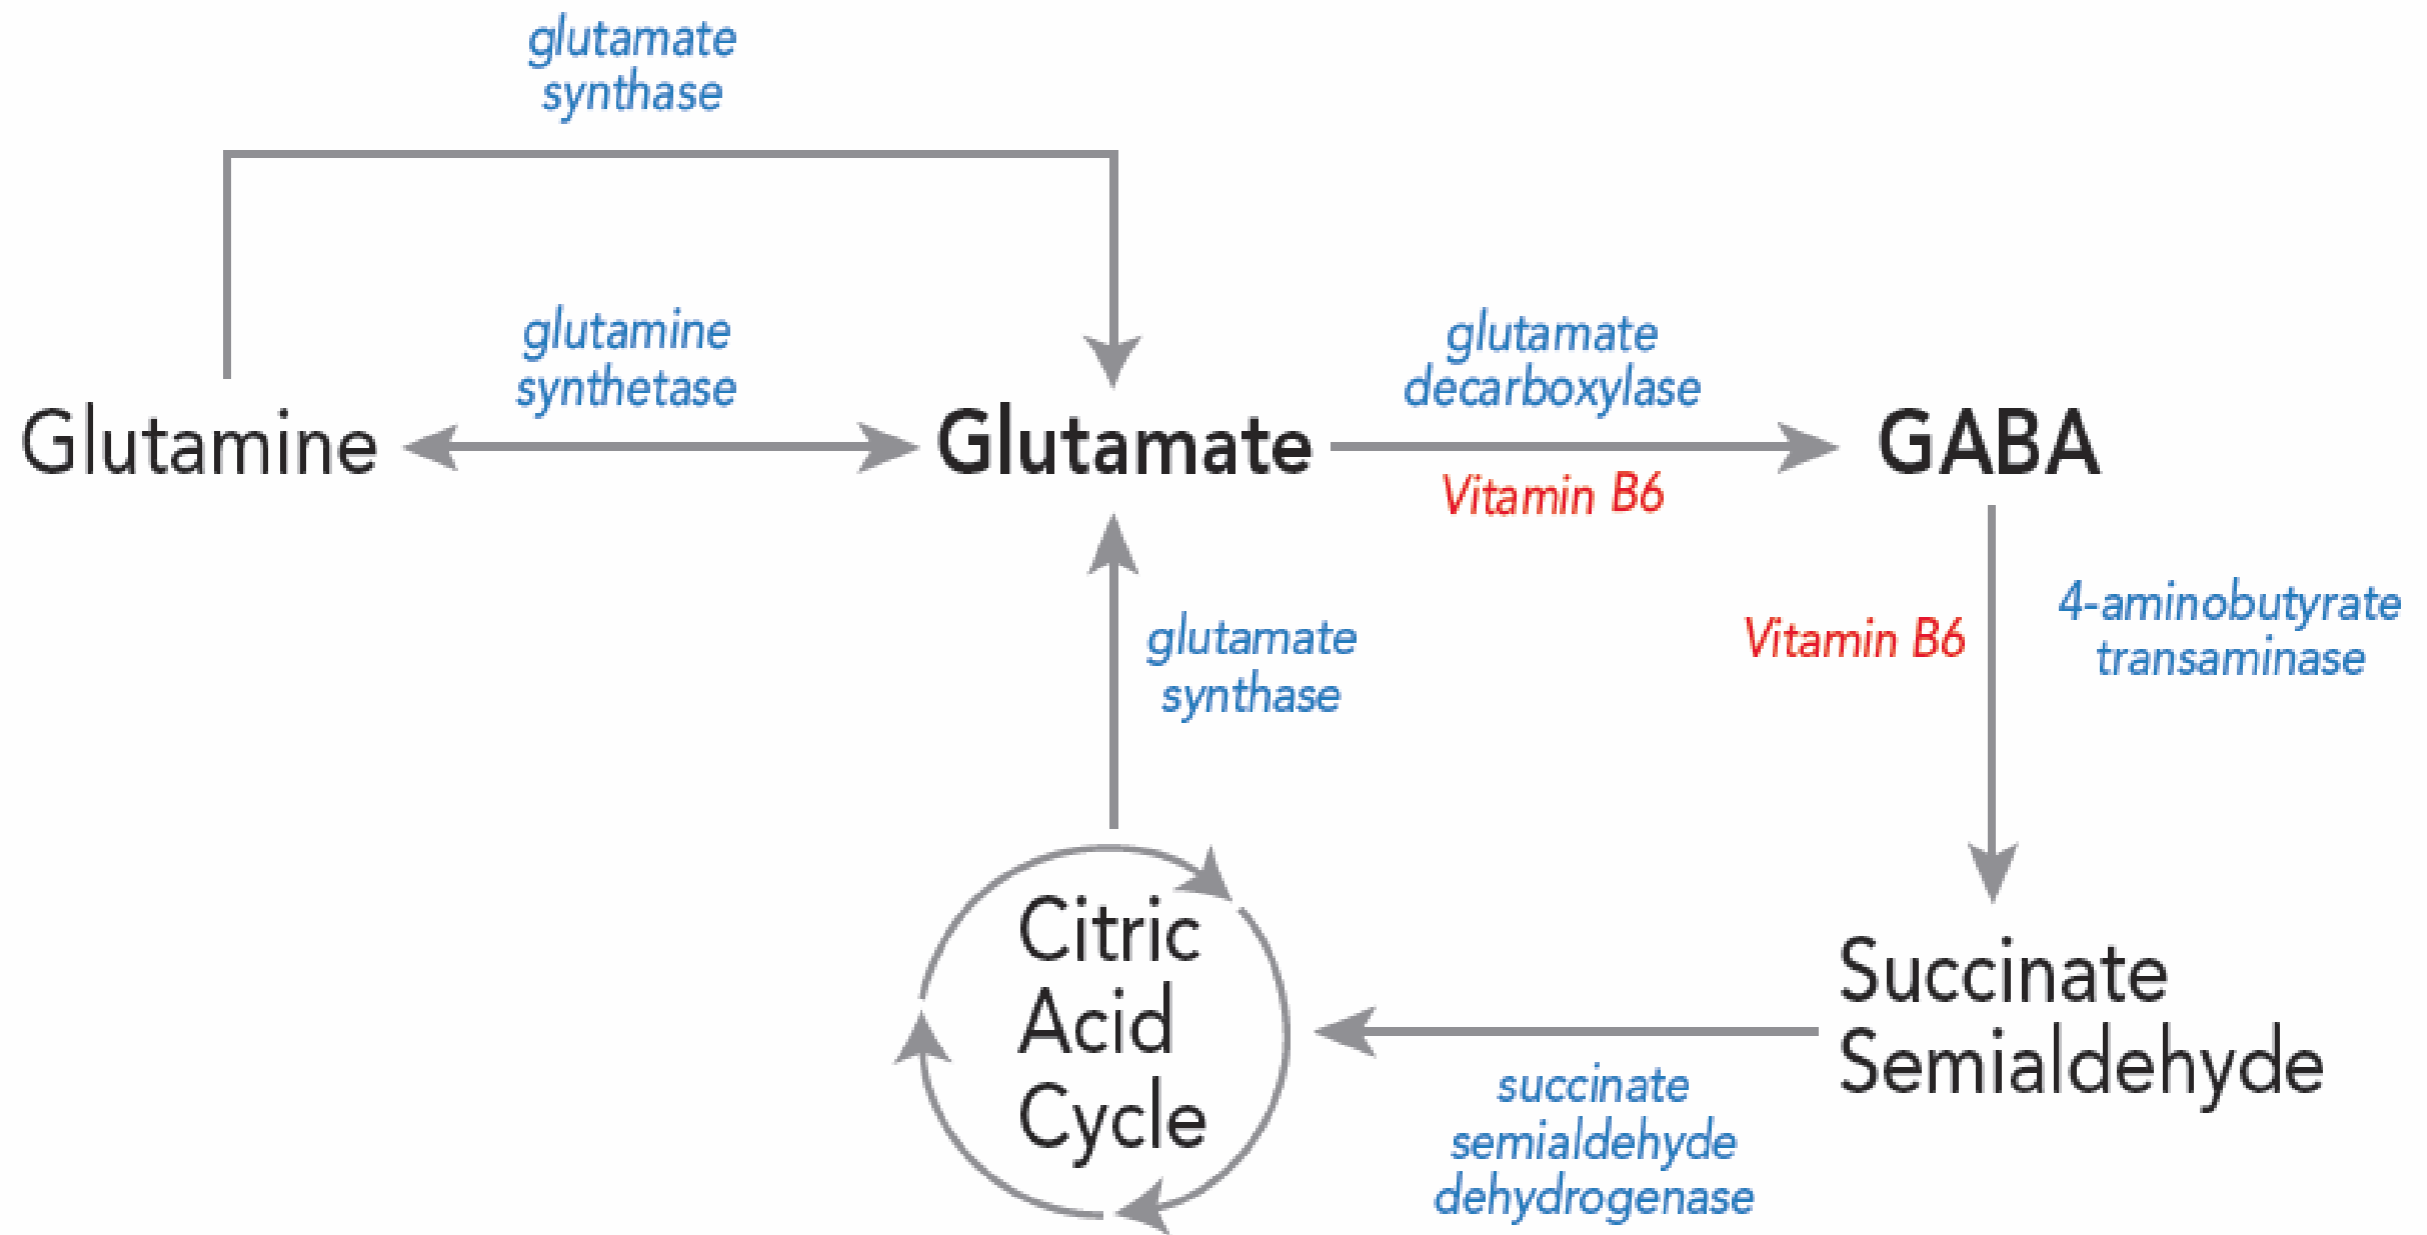 glutamate
synthase
glutamine
synthetase
glutamate
decarboxylase
Glutamine
Glutamate
GABA
Vitamin B6
glutamate
synthase
Vitamin B6
4-aminobutyrate
transaminase
Citric
Acid
Cycle
Succinate
Semialdehyde
succinate
semialdehyde
dehydrogenase